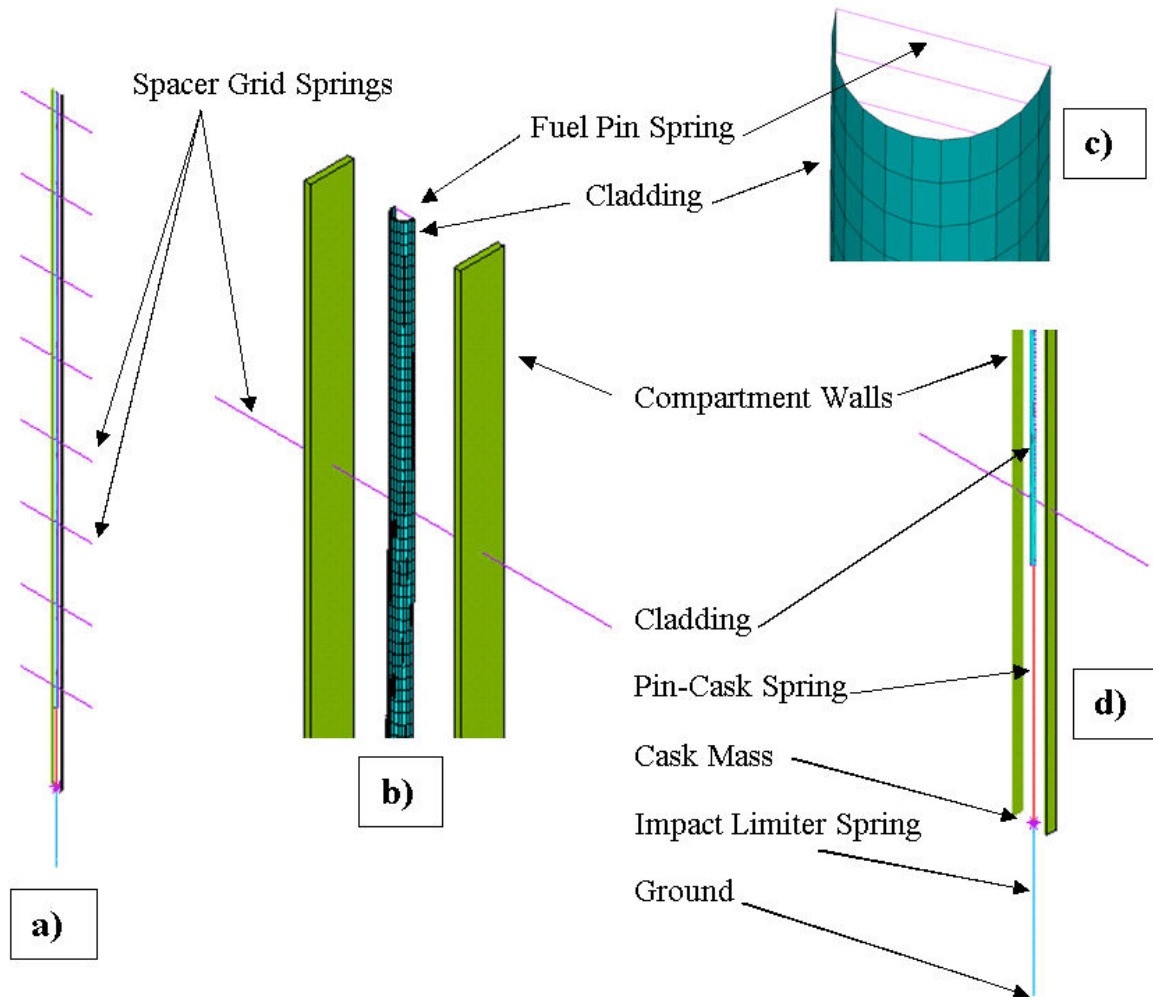 Spacer Grid Springs
Fuel Pin Spring
Cladding
c)
Compartment Walls
b)
Cladding
Pin-Cask Spring
d)
Cask Mass
Impact Limiter Spring
Ground
a)